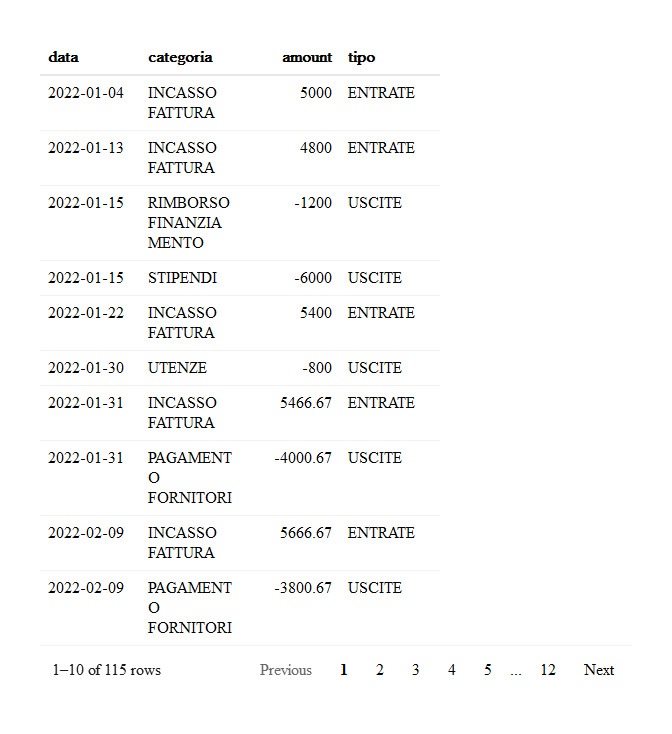 data categoria amount tipo
2022-01-04 INCASSO 5000 ENTRATE
FATTURA
2022-01-13 INCASSO 4800 ENTRATE
FATTURA
2022-01-15 RIMBORSO -1200 USCITE
FINANZIA
MENTO
2022-01-15 STIPENDI -6000 USCITE
2022-01-22 INCASSO 5400 ENTRATE
FATTURA
2022-01-30 UTENZE -800 USCITE
2022-01-31 INCASSO 5466.67 ENTRATE
FATTURA
2022-01-31 PAGAMENT -4000.67 USCITE
O
FORNITORI
2022-02-09 INCASSO 5666.67 ENTRATE
FATTURA
2022-02-09 PAGAMENT -3800.67 USCITE
O
FORNITORI
1–10 of 115 rows Previous 1 2 3 4 5 ... 12 Next